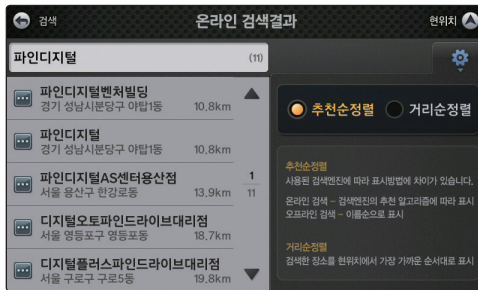 검색
온라인 검색결과
현위치
파인디지털 (11)
파인디지털벤처빌딩
경기 성남시분당구 야탑1동 10.8km
파인디지털
경기 성남시분당구 야탑1동 10.8km
파인디지털AS센터용산점
서울 용산구 한강로동 13.9km
디지털오토파인드라이브대리점
서울 영등포구 영등포동 18.7km
디지털플러스파인드라이브대리점
서울 구로구 구로5동 19.8km
1
11
추천순정렬 거리순정렬
추천순정렬
사용된 검색엔진에 따라 표시방법에 차이가 있습니다.
온라인 검색 - 검색엔진의 추천 알고리즘에 따라 표시
오프라인 검색 - 이름순으로 표시
거리순정렬
검색한 장소를 현위치에서 가장 가까운 순서대로 표시